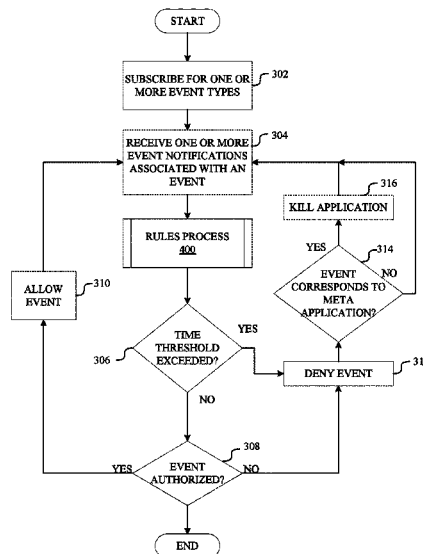 START
SUBSCRIBE FOR ONE OR
MORE EVENT TYPES
302
RECEIVE ONE OR MORE
EVENT NOTIFICATIONS
ASSOCIATED WITH AN
EVENT
304
316
KILL APPLICATION
RULES PROCESS
400
YES
314
NO
EVENT
CORRESPONDS TO
META
APPLICATION?
ALLOW
EVENT
310
TIME
THRESHOLD
EXCEEDED?
306
YES
DENY EVENT
31
NO
308
YES
EVENT
AUTHORIZED?
NO
END